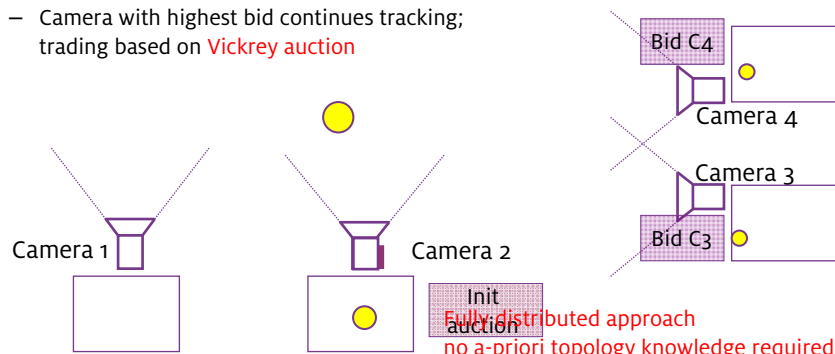 – Camera with highest bid continues tracking;
trading based on Vickrey auction
Bid C4
Camera 4
Camera 3
Bid C3
Camera 1
Camera 2
Init
auction
Fully distributed approach
no a-priori topology knowledge required